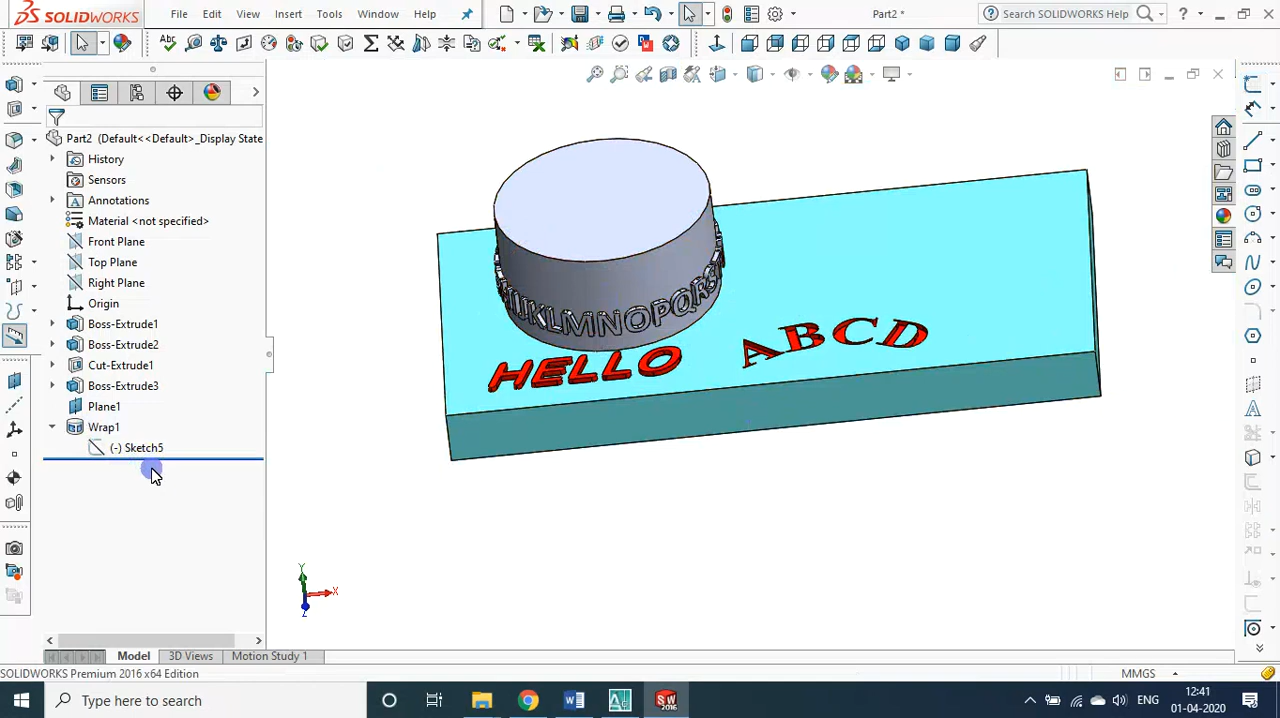 SOLIDWORKS File Edit View Insert Tools Window Help Part2 * Search SOLIDWORKS Help
Part2 (Default<<Default>_Display State
History
Sensors
Annotations
Material <not specified>
Front Plane
Top Plane
Right Plane
Origin
Boss-Extrude1
Boss-Extrude2
Cut-Extrude1
Boss-Extrude3
Plane1
Wrap1
(-) Sketch5
JKLMNOPQRS
HELLO
ABCD
Y
X
Z
Model 3D Views Motion Study 1
SOLIDWORKS Premium 2016 x64 Edition MMGS
Type here to search ENG 12:41
01-04-2020